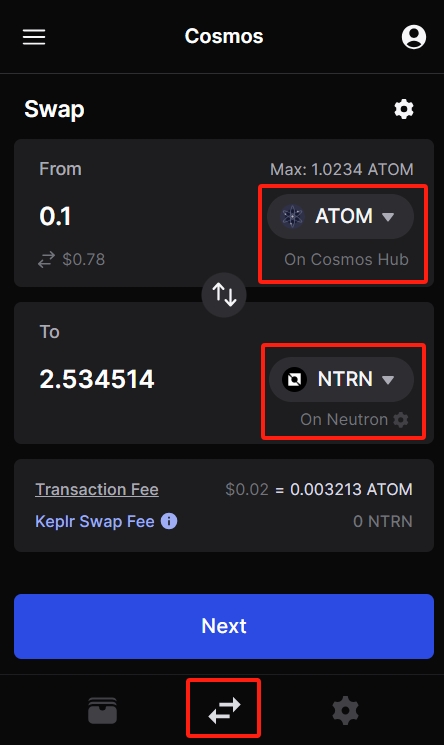 Cosmos
Swap
From
Max: 1.0234 ATOM
0.1
ATOM
$0.78
On Cosmos Hub
To
2.534514
NTRN
On Neutron
Transaction Fee
$0.02 = 0.003213 ATOM
Keplr Swap Fee
0 NTRN
Next